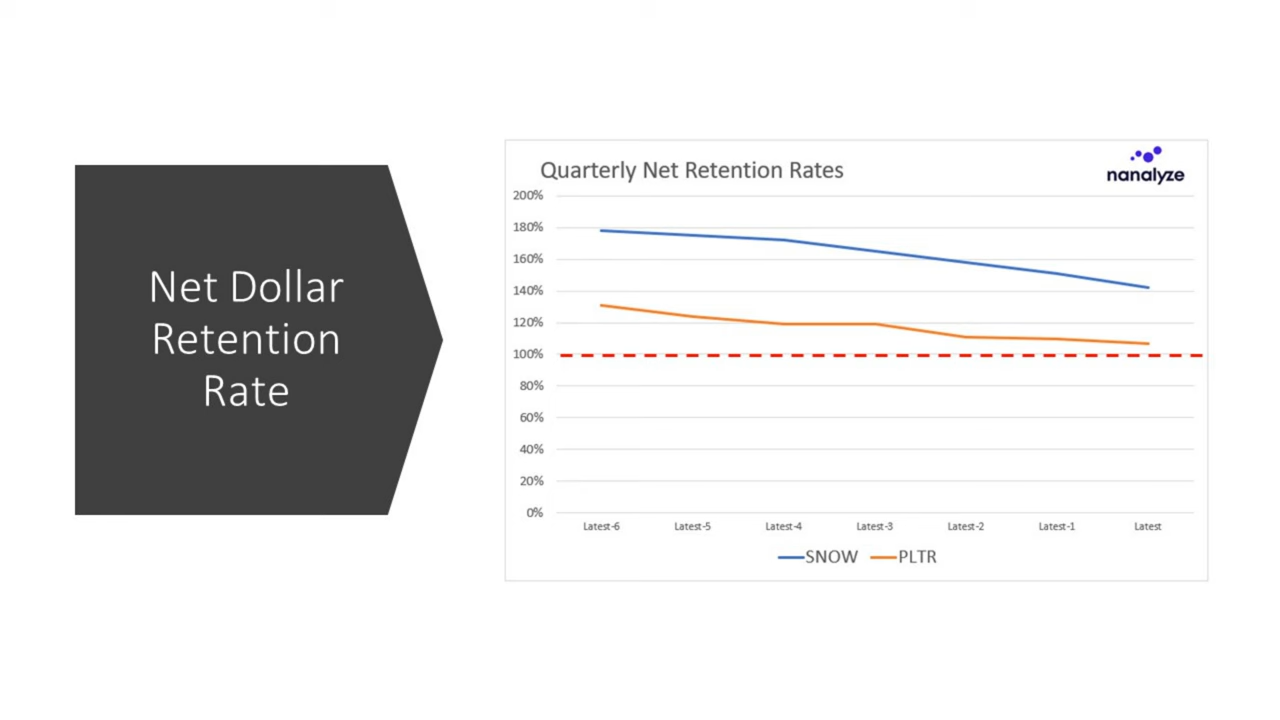 Net Dollar
Retention
Rate
Quarterly Net Retention Rates
nanalyze
200%
180%
160%
140%
120%
100%
80%
60%
40%
20%
0%
Latest-6 Latest-5 Latest-4 Latest-3 Latest-2 Latest-1 Latest
SNOW PLTR